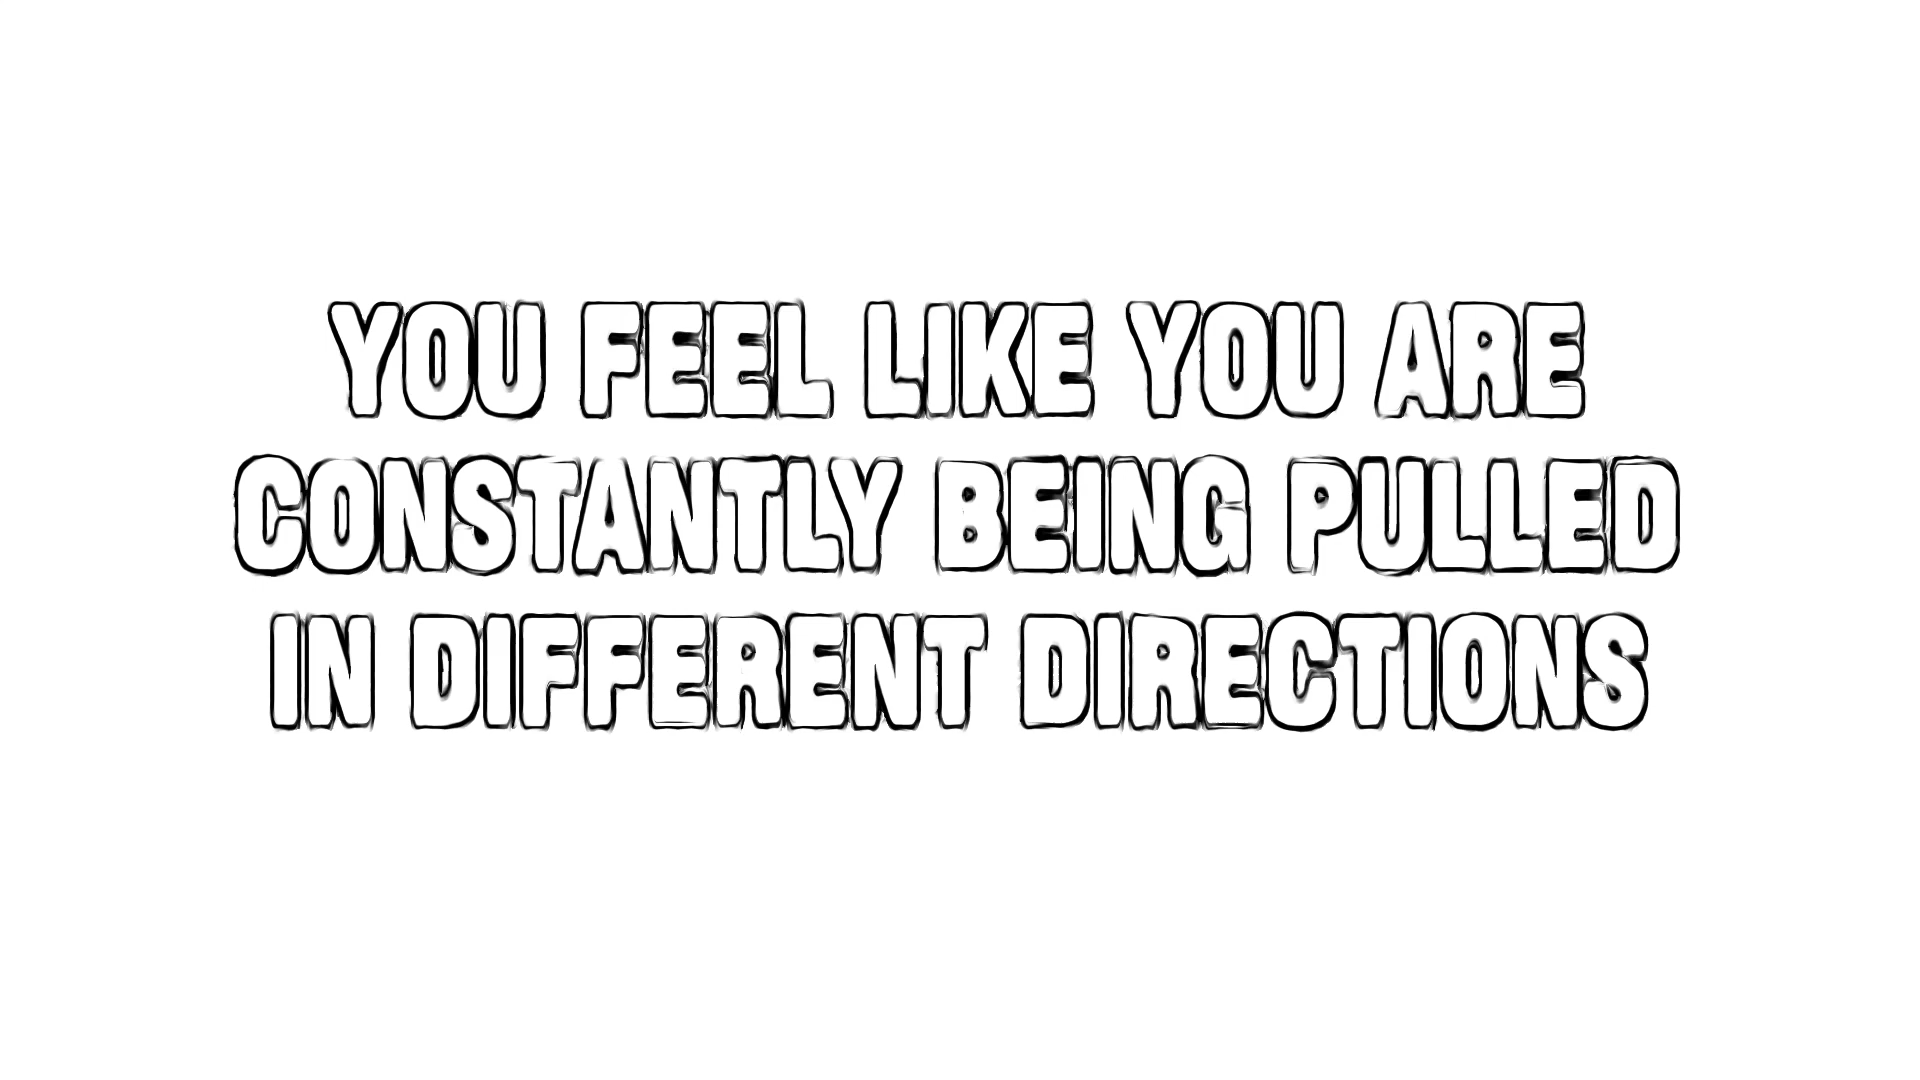 YOU FEEL LIKE YOU ARE
CONSTANTLY BEING PULLED
IN DIFFERENT DIRECTIONS